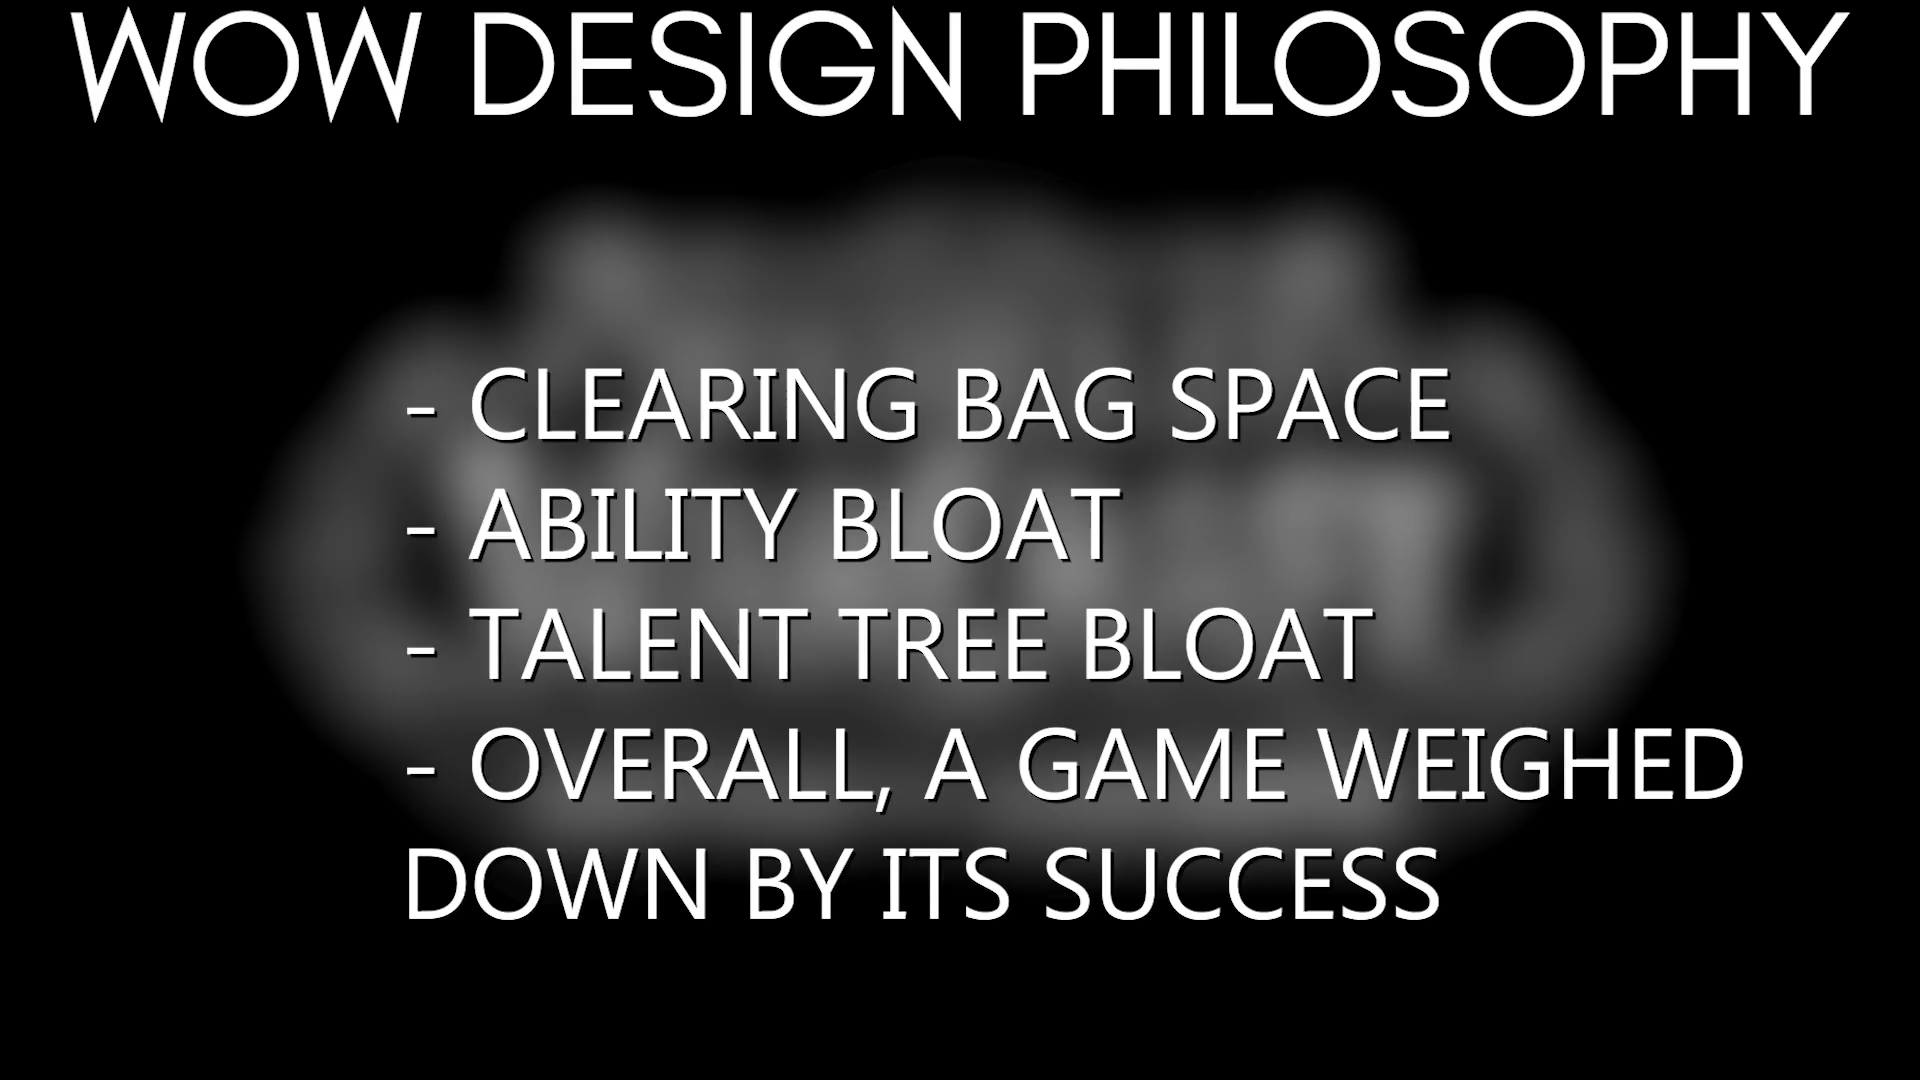 WOW DESIGN PHILOSOPHY
- CLEARING BAG SPACE
- ABILITY BLOAT
- TALENT TREE BLOAT
- OVERALL, A GAME WEIGHED
DOWN BY ITS SUCCESS